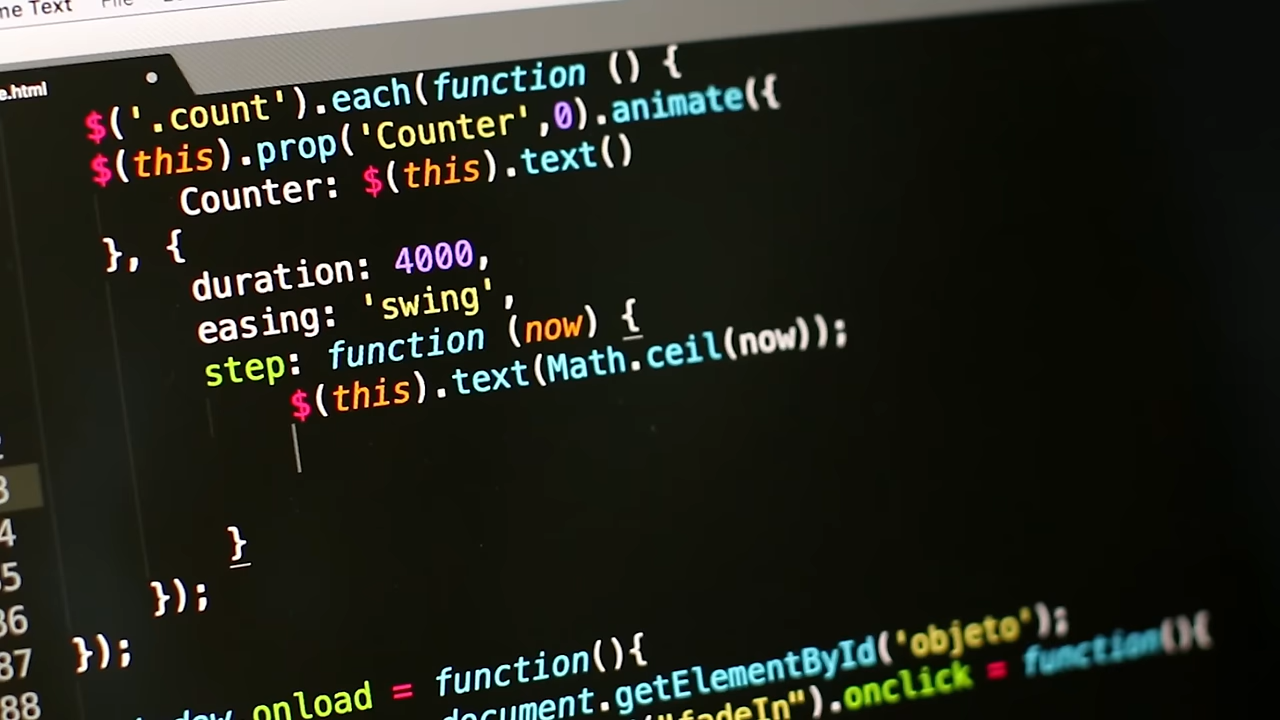 ne Text File
e.html
$('.count').each(function () {
$(this).prop('Counter',0).animate({
Counter: $(this).text()
}, {
duration: 4000,
easing: 'swing',
step: function (now) {
$(this).text(Math.ceil(now));
3
4
}
5
86
});
87
});
88
onload = function(){
document.getElementById('objeto');
"fadeIn").onclick = function(){